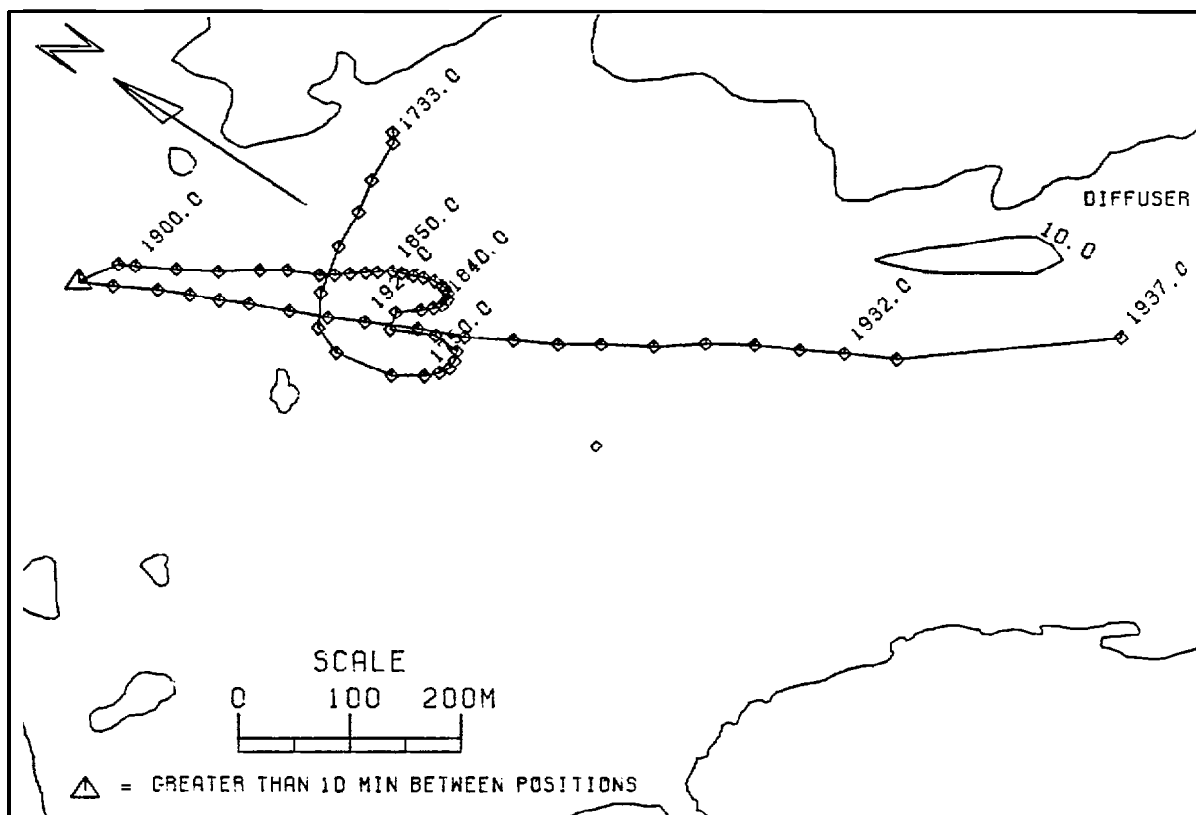 N
1733.0
1900.0
1850.0
1840.0
DIFFUSER
10.0
1932.0
1937.0
SCALE
0 100 200M
= GREATER THAN 10 MIN BETWEEN POSITIONS